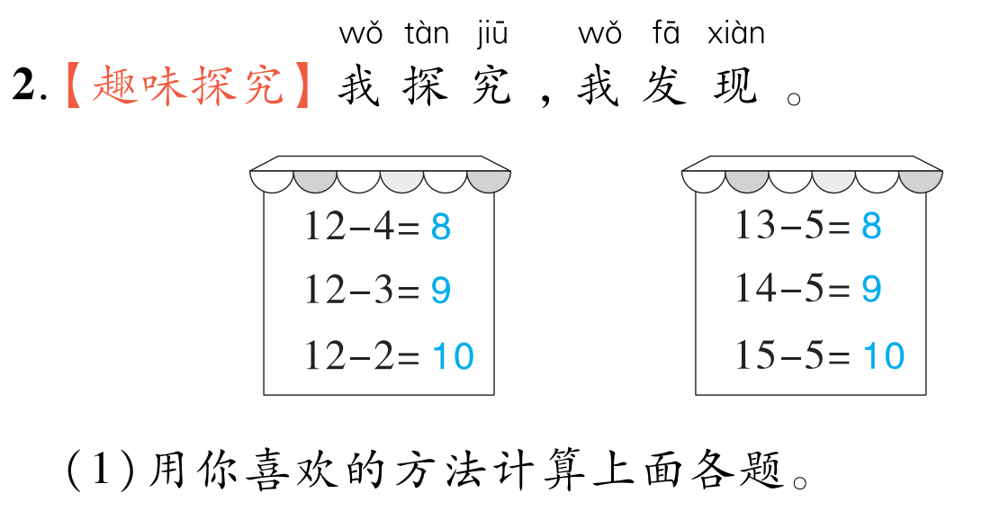 wǒ tàn jiū wǒ fā xiàn
2.【趣味探究】我探究，我发现。
12−4=8 13−5=8
12−3=9 14−5=9
12−2=10 15−5=10
(1)用你喜欢的方法计算上面各题。